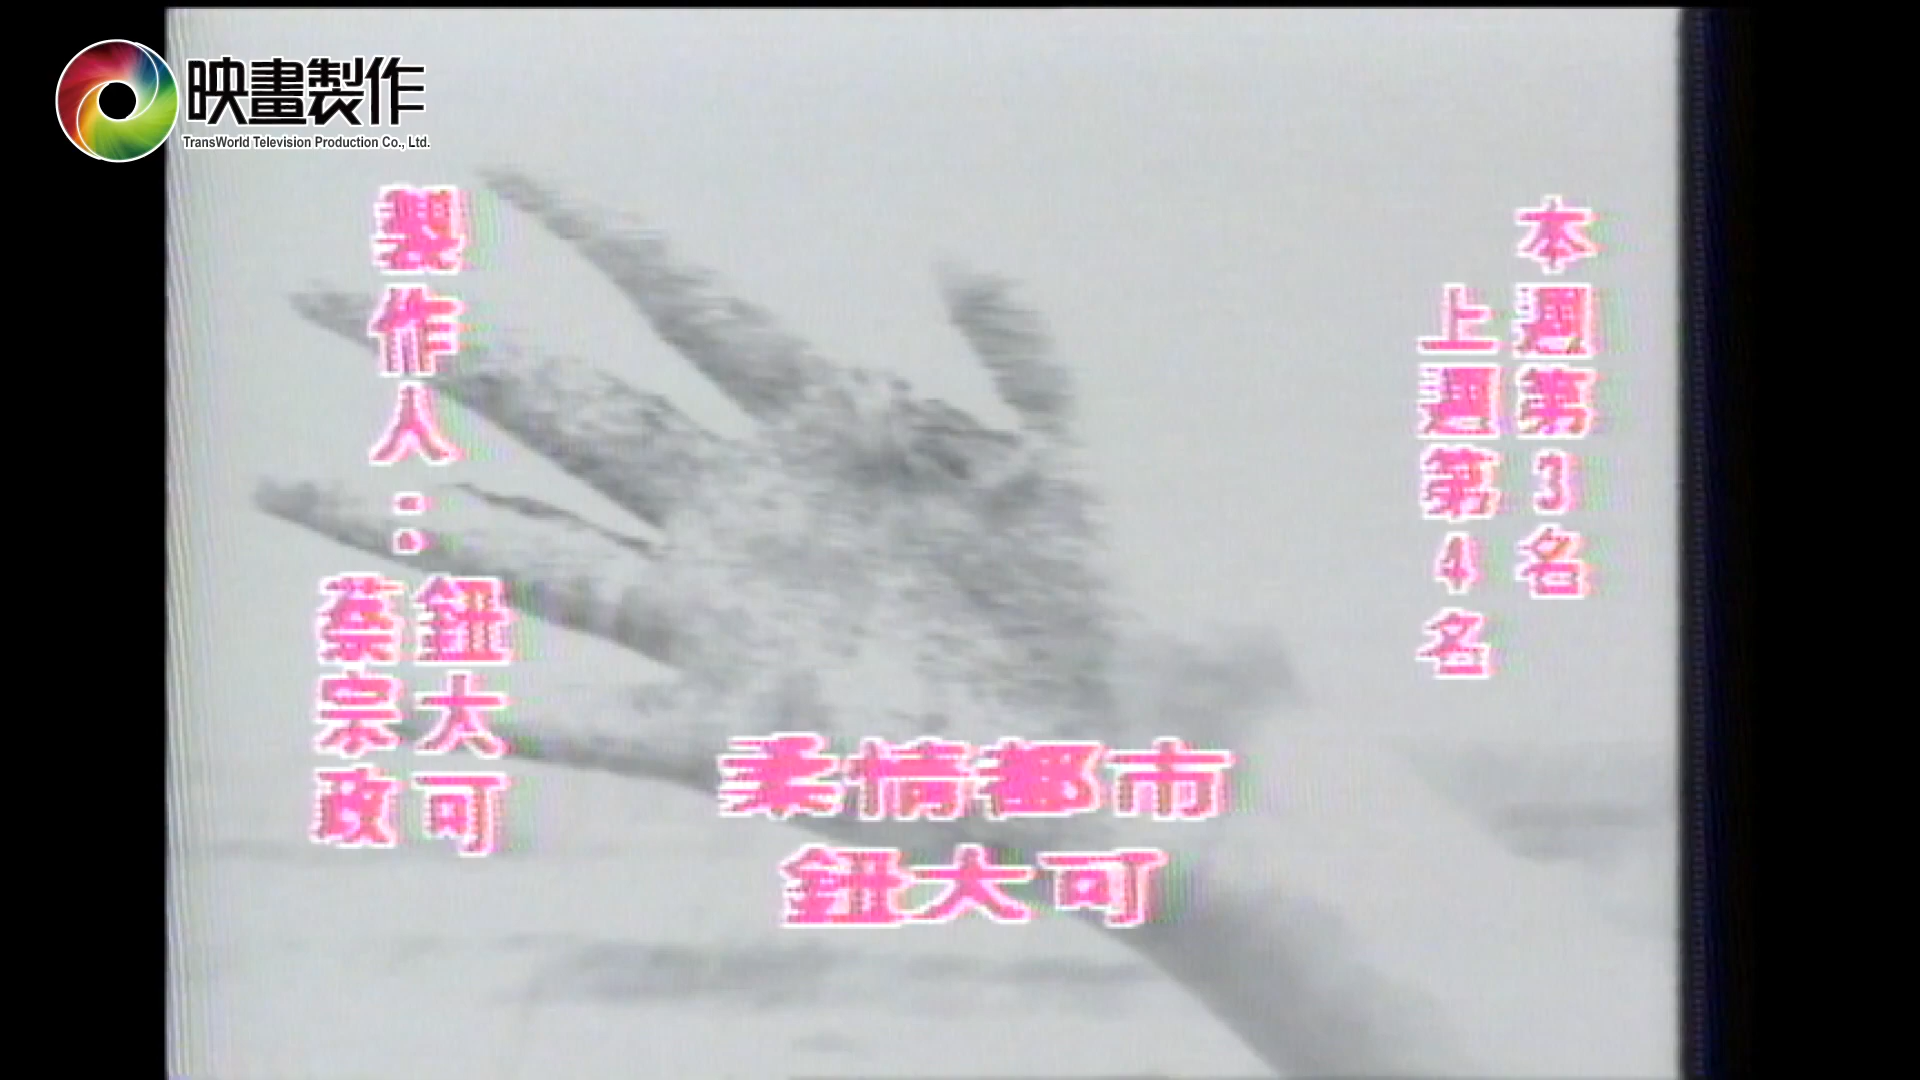 映畫製作
TransWorld Television Production Co., Ltd.
本週第3名
上週第4名
製作人：鈕大可
蔡宗政
柔情都市
鈕大可